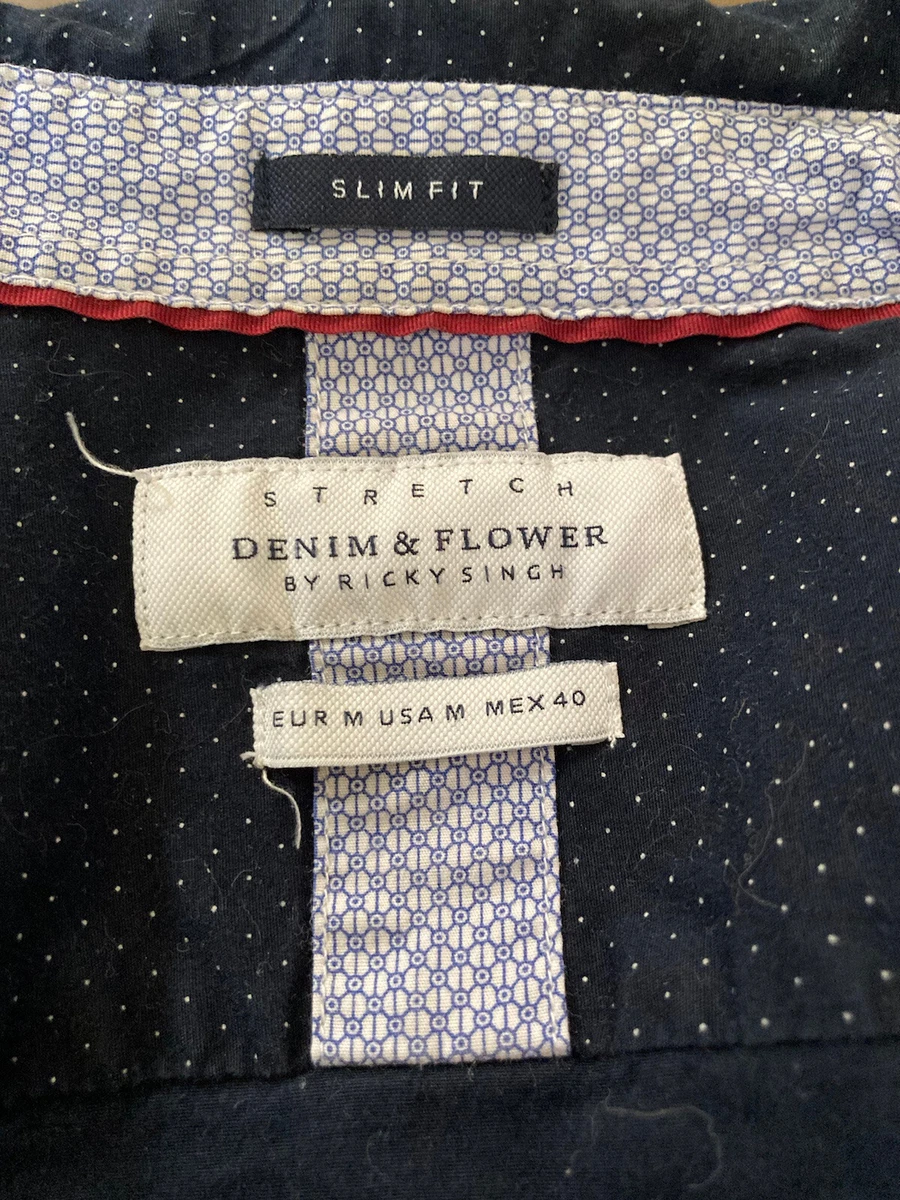 SLIM FIT
STRETCH
DENIM & FLOWER
BY RICKY SINGH
EUR M USA M MEX 40